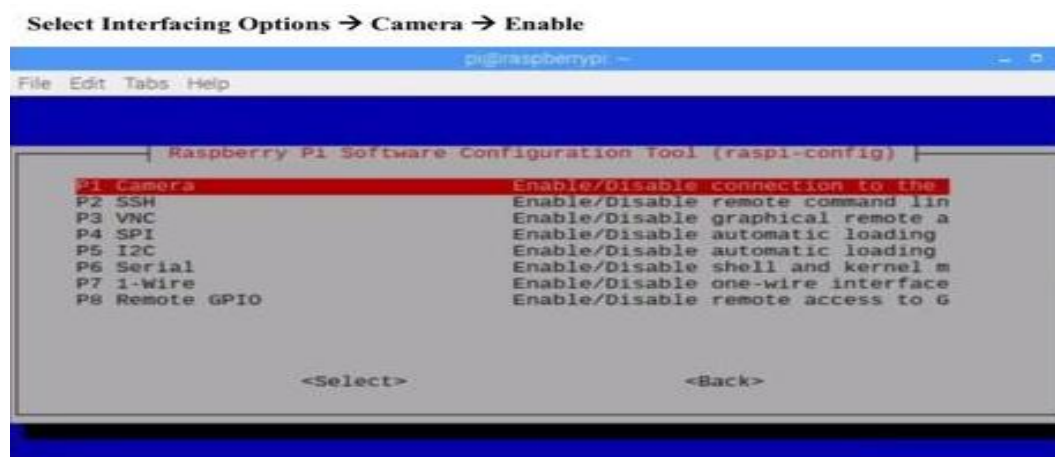 Select Interfacing Options → Camera → Enable
pi@raspberrypi: ~
File Edit Tabs Help
Raspberry Pi Software Configuration Tool (raspi-config)
P1 Camera Enable/Disable connection to the
P2 SSH Enable/Disable remote command lin
P3 VNC Enable/Disable graphical remote a
P4 SPI Enable/Disable automatic loading
P5 I2C Enable/Disable automatic loading
P6 Serial Enable/Disable shell and kernel m
P7 1-Wire Enable/Disable one-wire interface
P8 Remote GPIO Enable/Disable remote access to G
<Select> <Back>